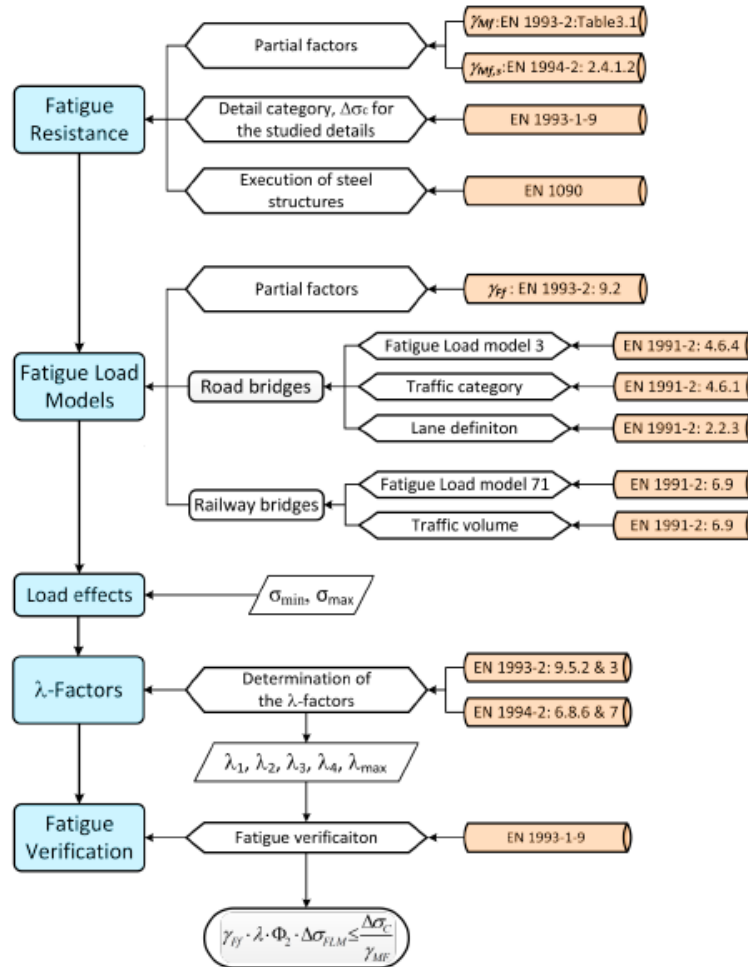 Partial factors
γMf:EN 1993-2:Table3.1
γMf,s:EN 1994-2: 2.4.1.2
Fatigue
Resistance
Detail category, Δσc for
the studied details
EN 1993-1-9
Execution of steel
structures
EN 1090
Partial factors
γFf : EN 1993-2: 9.2
Fatigue Load
Models
Road bridges
Fatigue Load model 3
EN 1991-2: 4.6.4
Traffic category
EN 1991-2: 4.6.1
Lane definiton
EN 1991-2: 2.2.3
Railway bridges
Fatigue Load model 71
EN 1991-2: 6.9
Traffic volume
EN 1991-2: 6.9
Load effects
σmin, σmax
λ-Factors
Determination of
the λ-factors
EN 1993-2: 9.5.2 & 3
EN 1994-2: 6.8.6 & 7
λ1, λ2, λ3, λ4, λmax
Fatigue
Verification
Fatigue verificaiton
EN 1993-1-9
γFf · λ · Φ2 · ΔσFLM ≤ ΔσC / γMF